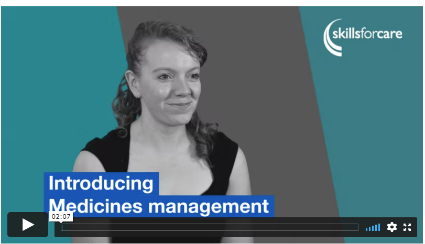 skillsforcare
Introducing
Medicines management
02:07